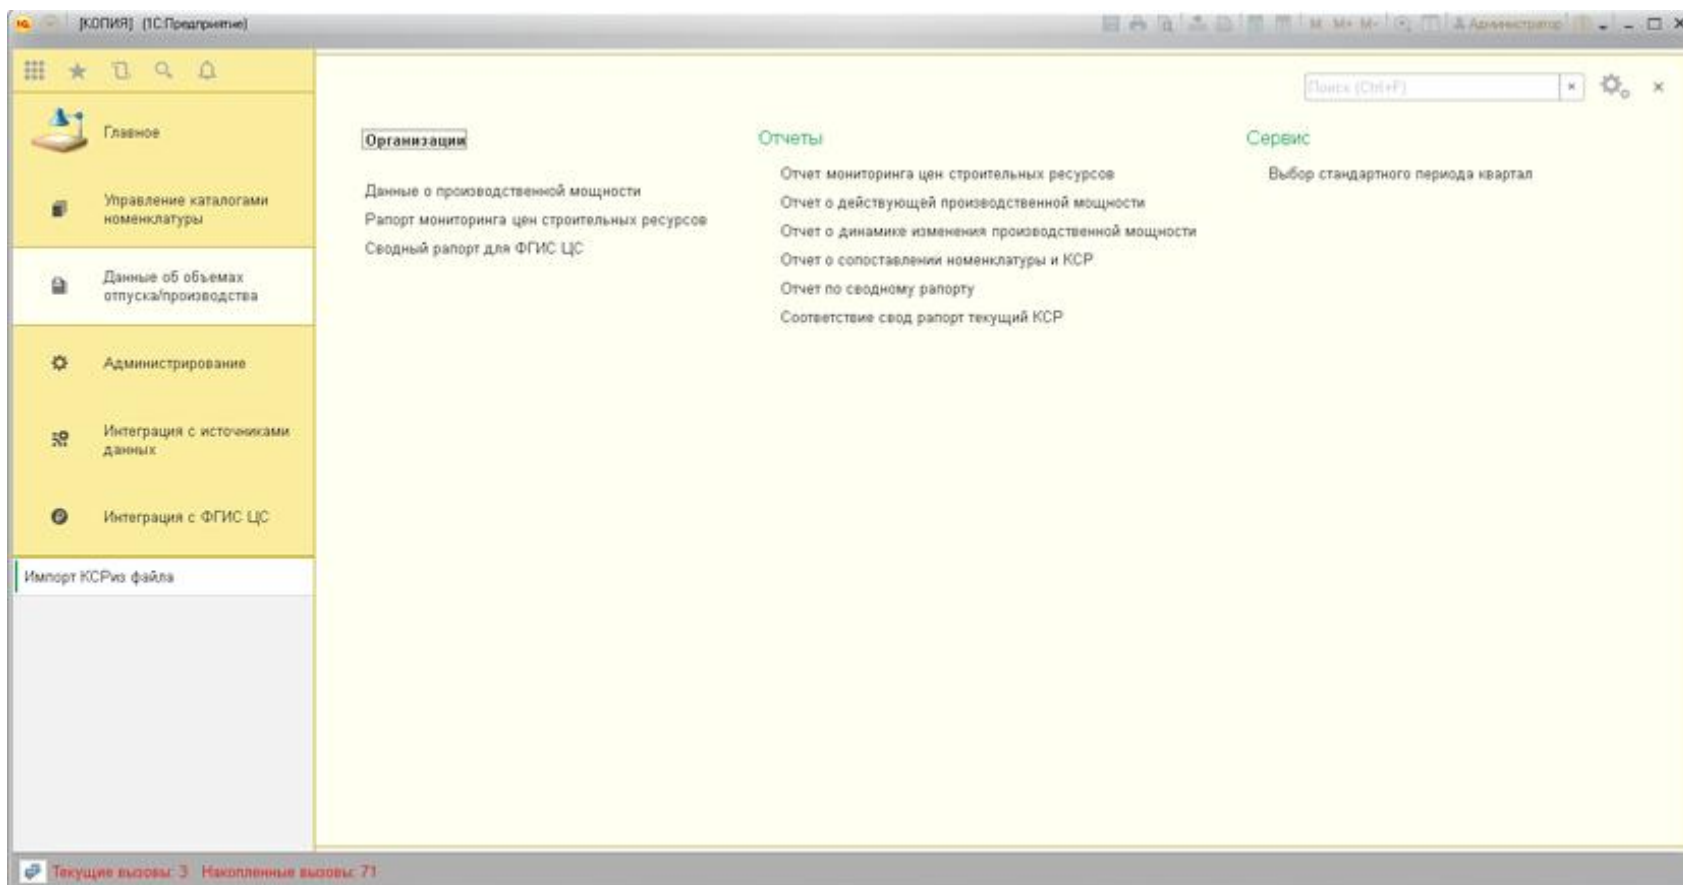 [КОПИЯ] (1С:Предприятие)
M M+ M-
Администратор
Поиск (Ctrl+F)
Главное
Управление каталогами
номенклатуры
Данные об объемах
отпуска/производства
Администрирование
Интеграция с источниками
данных
Интеграция с ФГИС ЦС
Импорт КСРиз файла
Организации
Данные о производственной мощности
Рапорт мониторинга цен строительных ресурсов
Сводный рапорт для ФГИС ЦС
Отчеты
Отчет мониторинга цен строительных ресурсов
Отчет о действующей производственной мощности
Отчет о динамике изменения производственной мощности
Отчет о сопоставлении номенклатуры и КСР
Отчет по сводному рапорту
Соответствие свод рапорт текущий КСР
Сервис
Выбор стандартного периода квартал
Текущие вызовы: 3 Накопленные вызовы: 71